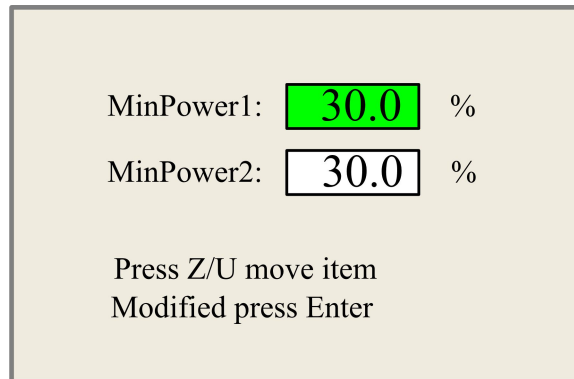 MinPower1: 30.0 %
MinPower2: 30.0 %
Press Z/U move item
Modified press Enter